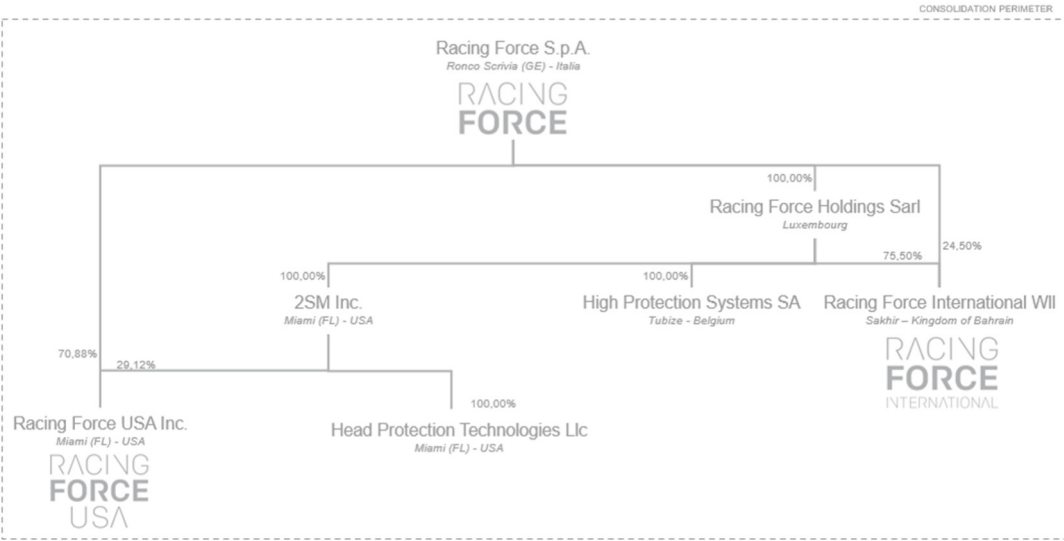 CONSOLIDATION PERIMETER
Racing Force S.p.A.
Ronco Scrivia (GE) - Italia
RACING
FORCE
100,00%
Racing Force Holdings Sarl
Luxembourg
24,50%
75,50%
100,00%
2SM Inc.
Miami (FL) - USA
100,00%
High Protection Systems SA
Tubize - Belgium
Racing Force International Wll
Sakhir – Kingdom of Bahrain
RACING
FORCE
INTERNATIONAL
70,88%
29,12%
Racing Force USA Inc.
Miami (FL) - USA
RACING
FORCE
USA
100,00%
Head Protection Technologies Llc
Miami (FL) - USA